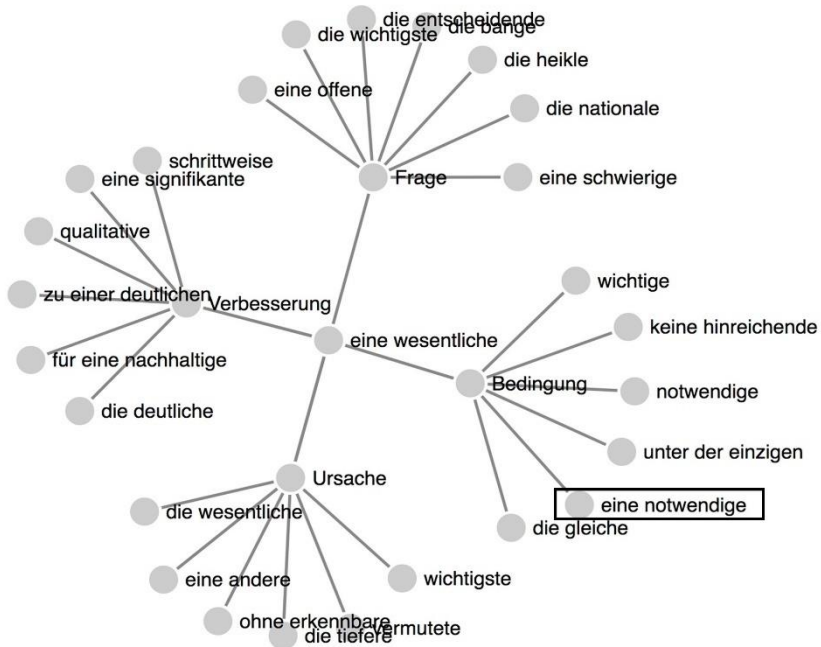 die entscheidende
die bange
die wichtigste
die heikle
eine offene
die nationale
Frage
eine schwierige
schrittweise
eine signifikante
qualitative
zu einer deutlichen
Verbesserung
für eine nachhaltige
die deutliche
eine wesentliche
wichtige
keine hinreichende
Bedingung
notwendige
unter der einzigen
eine notwendige
die gleiche
Ursache
die wesentliche
eine andere
wichtigste
ohne erkennbare
vermutete
die tiefere